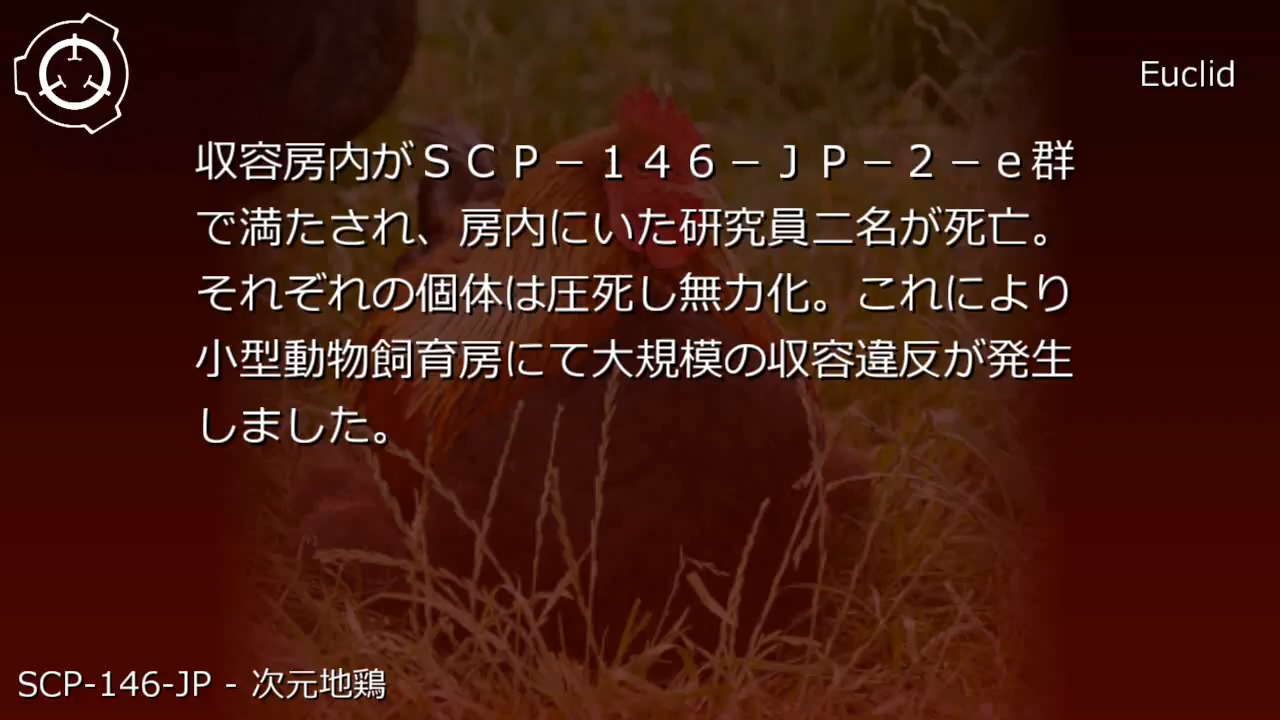 Euclid
収容房内がＳＣＰ－１４６－ＪＰ－２－ｅ群
で満たされ、房内にいた研究員二名が死亡。
それぞれの個体は圧死し無力化。これにより
小型動物飼育房にて大規模の収容違反が発生
しました。
SCP-146-JP - 次元地鶏